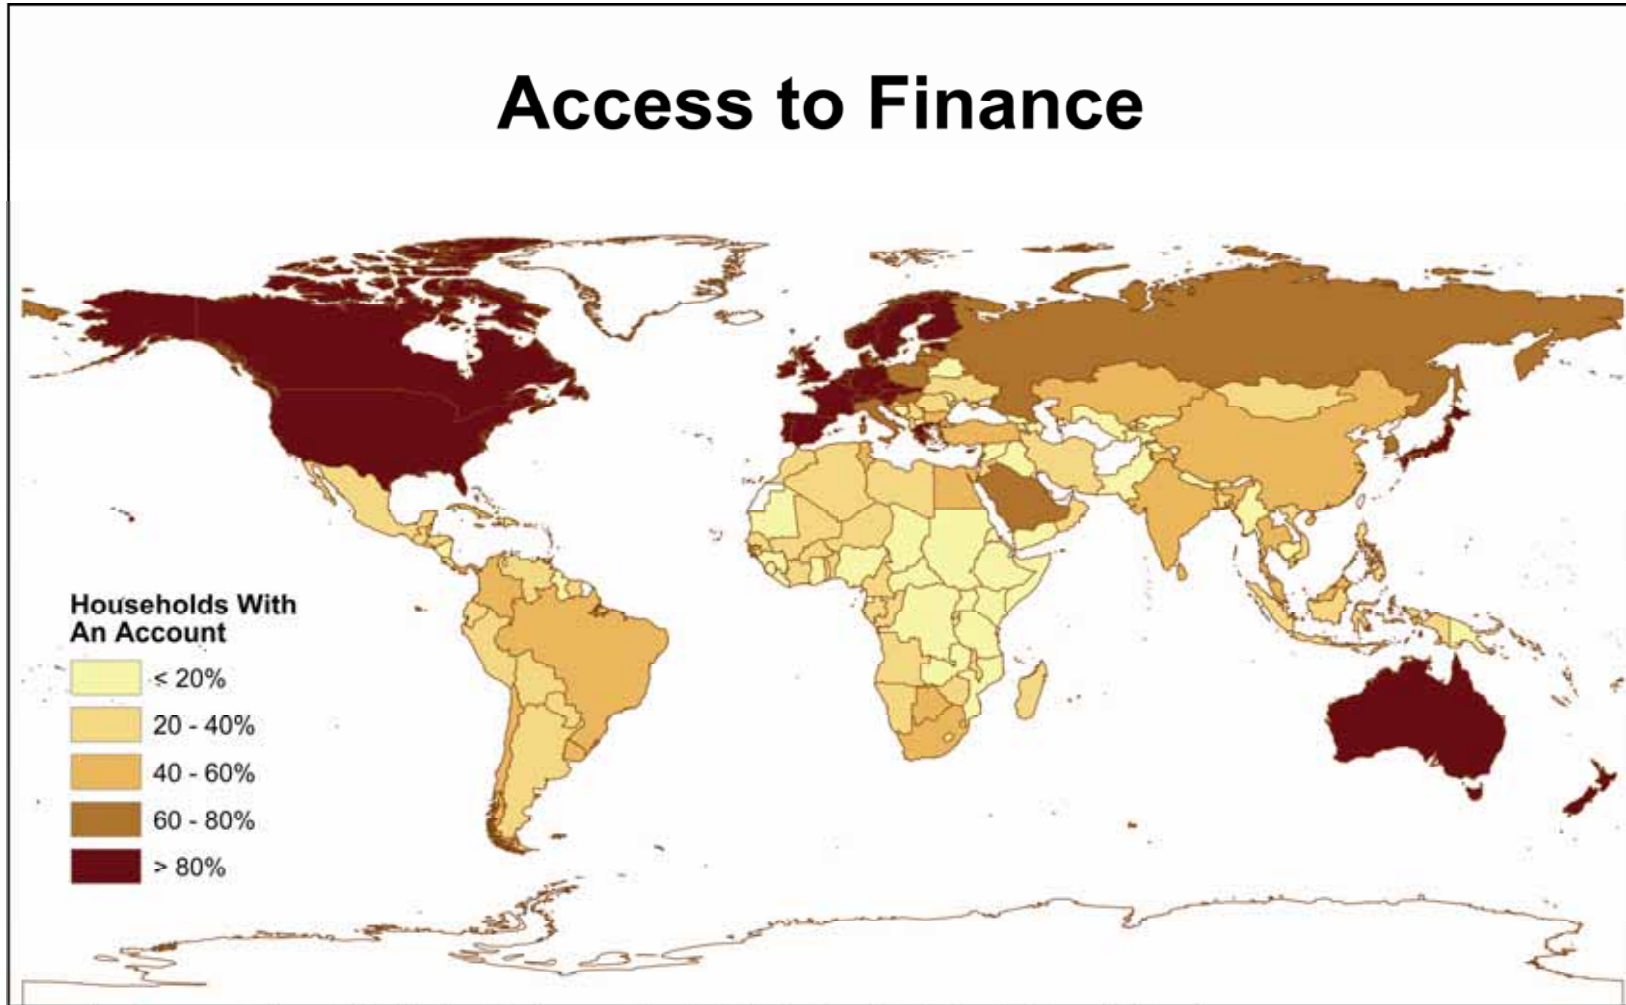 Access to Finance
Households With
An Account
< 20%
20 - 40%
40 - 60%
60 - 80%
> 80%